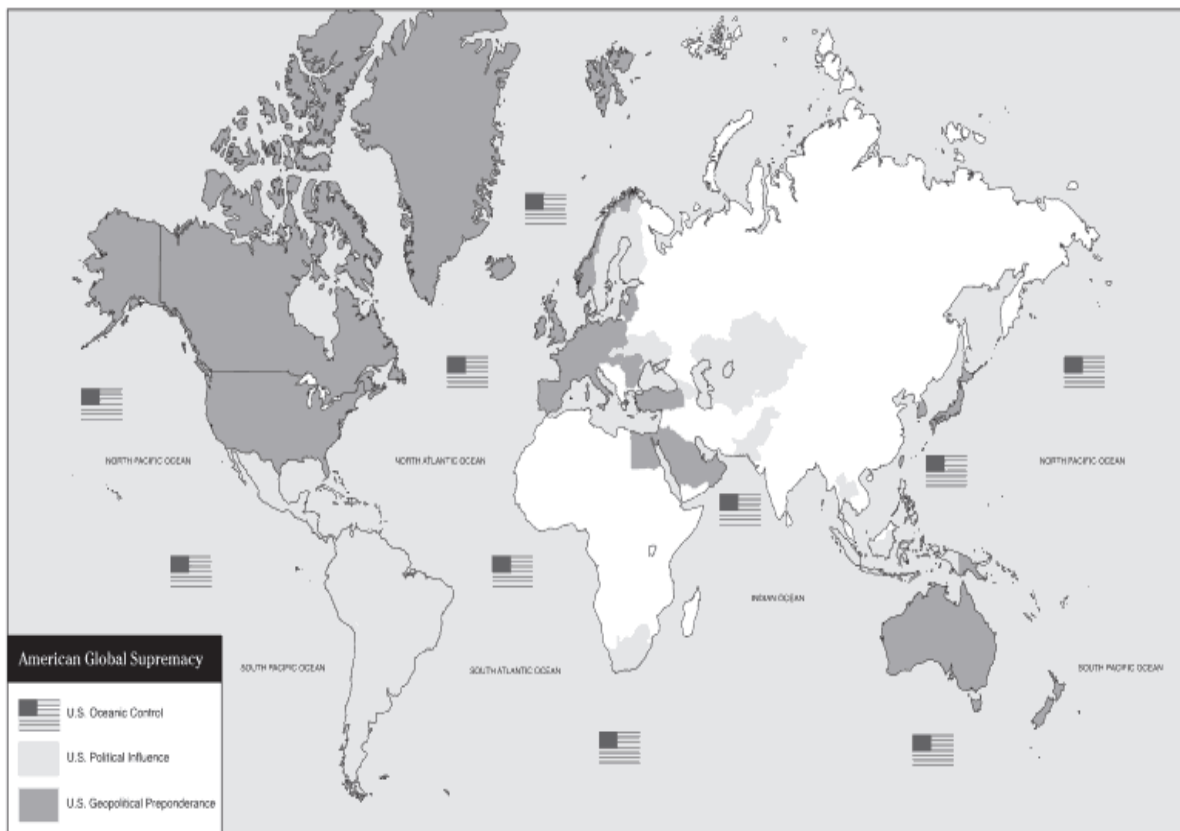 NORTH PACIFIC OCEAN
NORTH ATLANTIC OCEAN
NORTH PACIFIC OCEAN
INDIAN OCEAN
SOUTH PACIFIC OCEAN
SOUTH ATLANTIC OCEAN
SOUTH PACIFIC OCEAN
American Global Supremacy
U.S. Oceanic Control
U.S. Political Influence
U.S. Geopolitical Preponderance